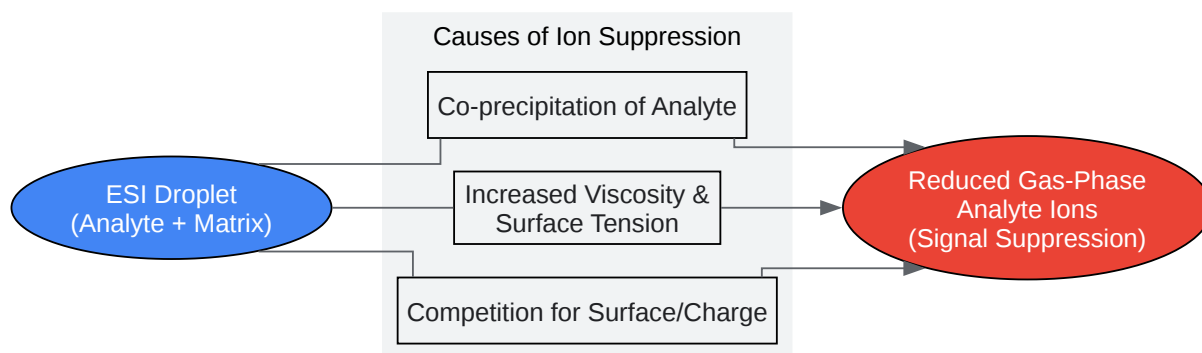 Causes of Ion Suppression
Co-precipitation of Analyte
ESI Droplet
(Analyte + Matrix)
Increased Viscosity &
Surface Tension
Reduced Gas-Phase
Analyte Ions
(Signal Suppression)
Competition for Surface/Charge